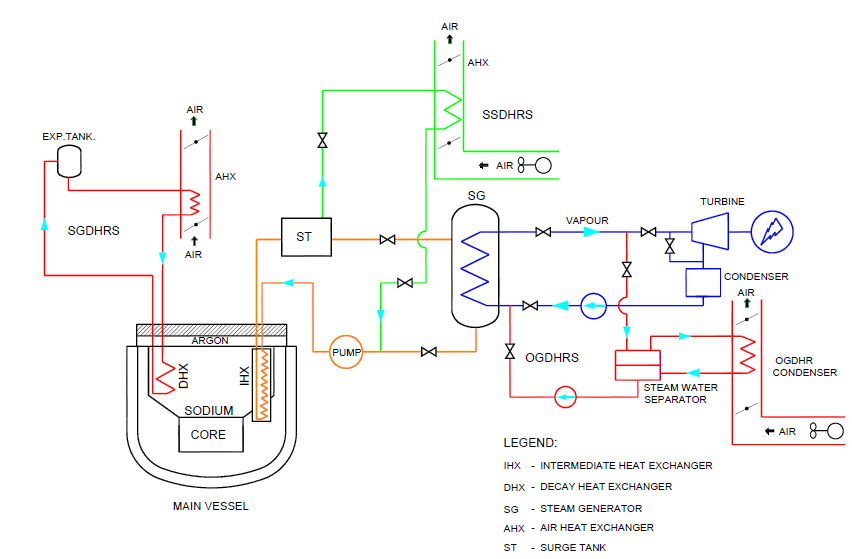 AIR
AHX
SSDHRS
AIR
AIR
EXP.TANK.
AHX
SGDHRS
AIR
SG
ST
VAPOUR
TURBINE
CONDENSER
AIR
ARGON
PUMP
DHX
IHX
SODIUM
CORE
OGDHRS
STEAM WATER
SEPARATOR
OGDHR
CONDENSER
AIR
MAIN VESSEL
LEGEND:
IHX - INTERMEDIATE HEAT EXCHANGER
DHX - DECAY HEAT EXCHANGER
SG - STEAM GENERATOR
AHX - AIR HEAT EXCHANGER
ST - SURGE TANK